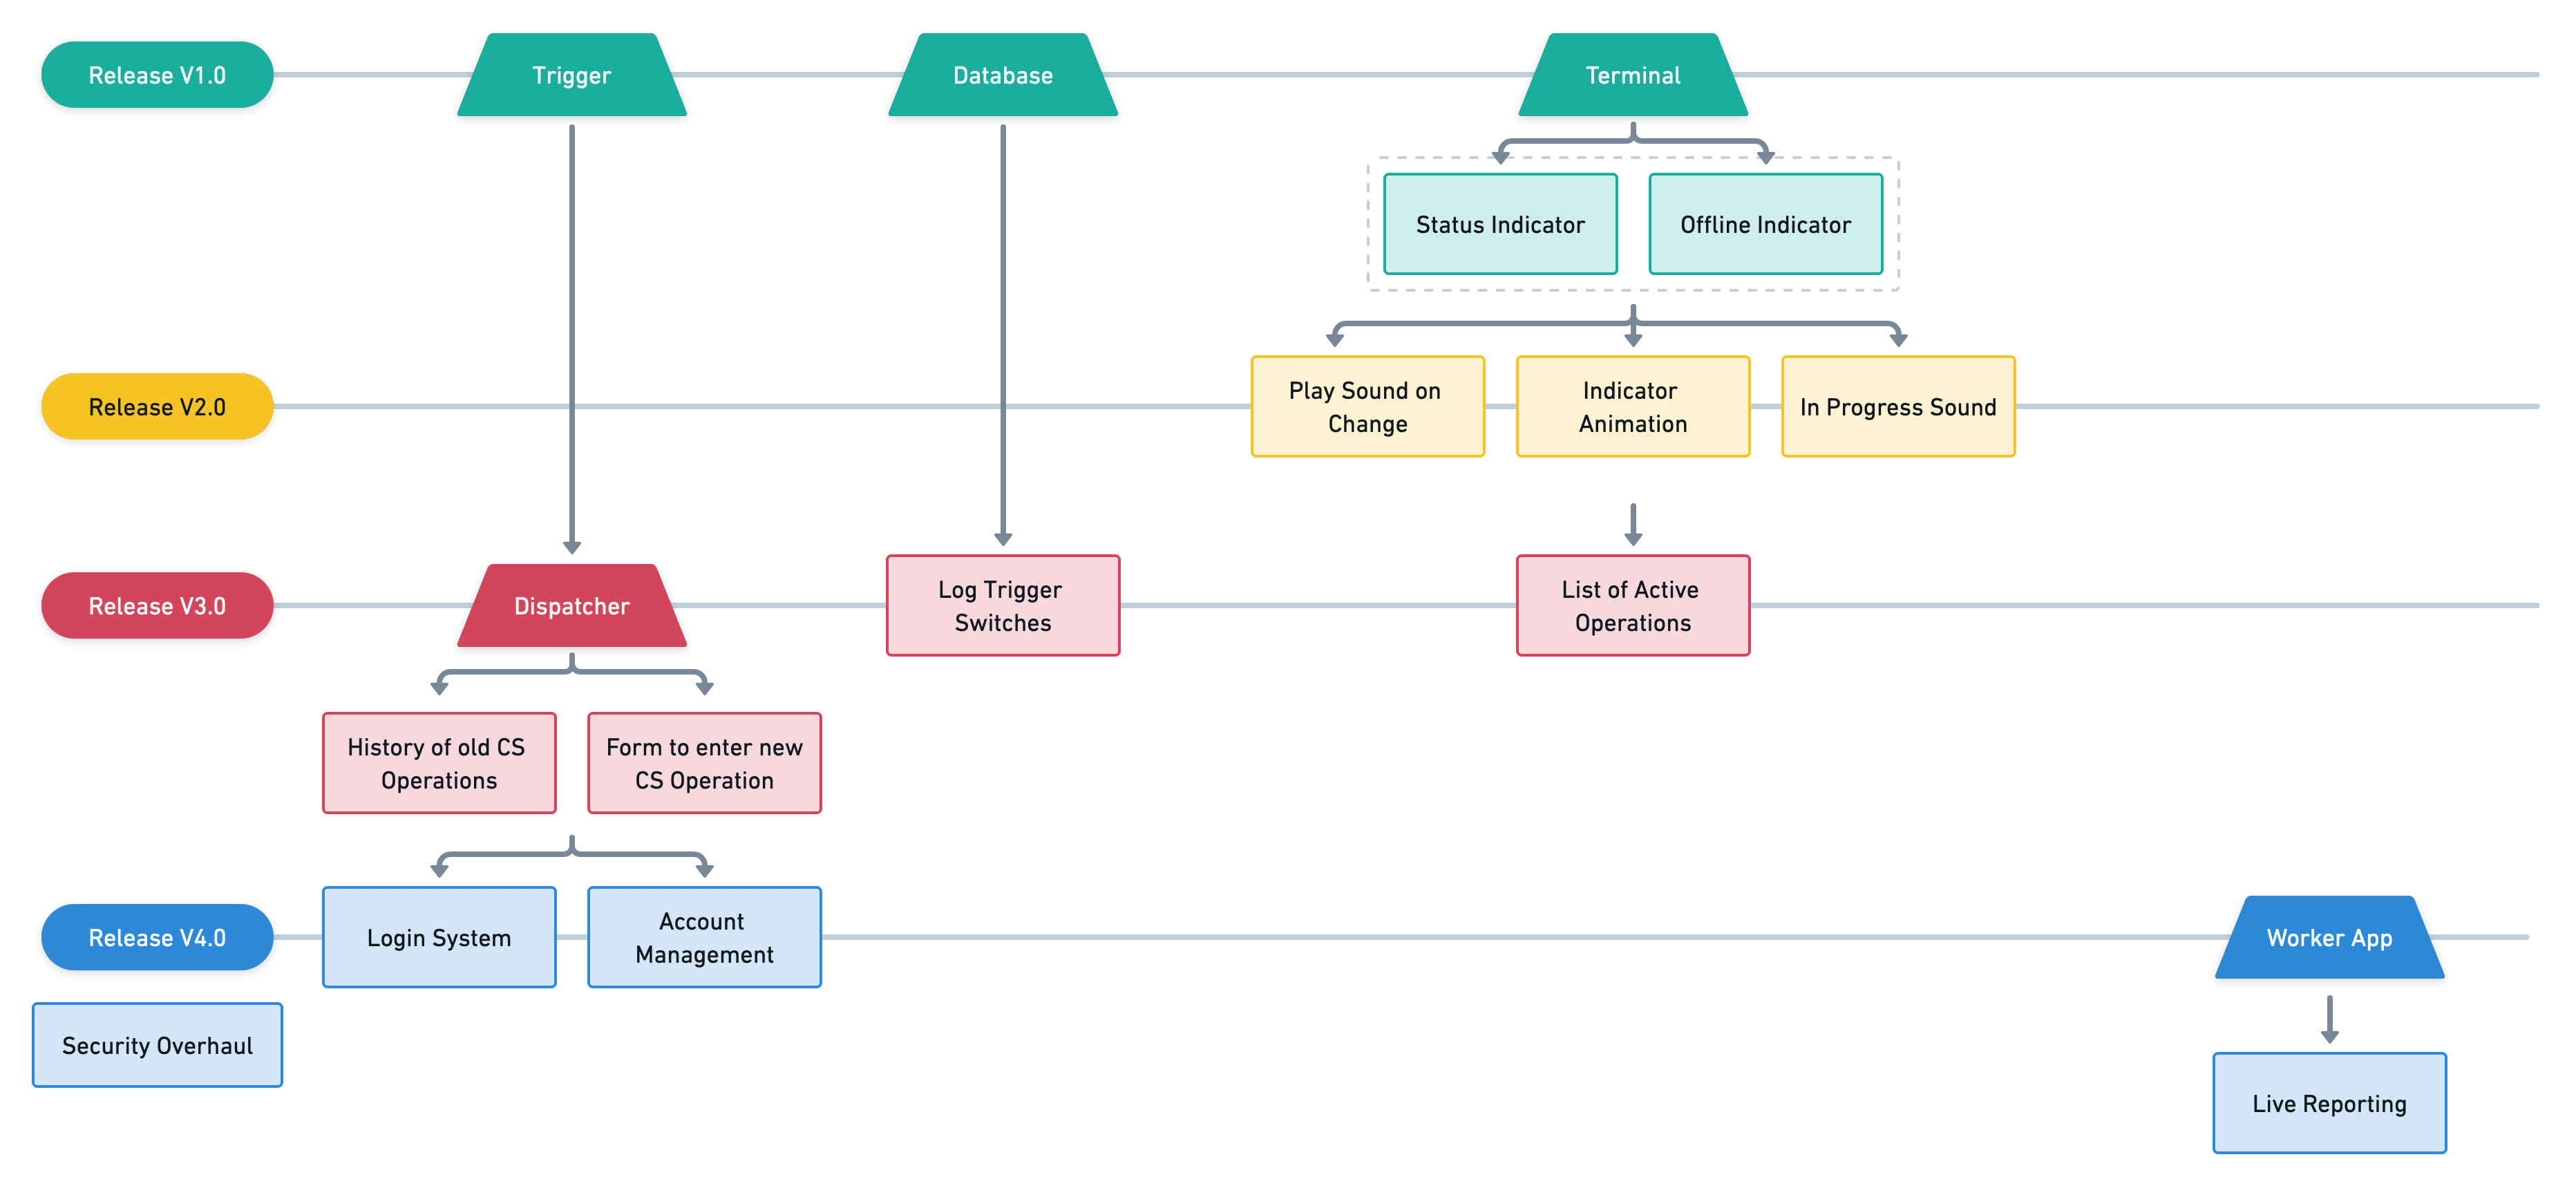 Release V1.0
Trigger
Database
Terminal
Status Indicator
Offline Indicator
Release V2.0
Play Sound on
Change
Indicator
Animation
In Progress Sound
Release V3.0
Dispatcher
Log Trigger
Switches
List of Active
Operations
History of old CS
Operations
Form to enter new
CS Operation
Release V4.0
Login System
Account
Management
Worker App
Security Overhaul
Live Reporting